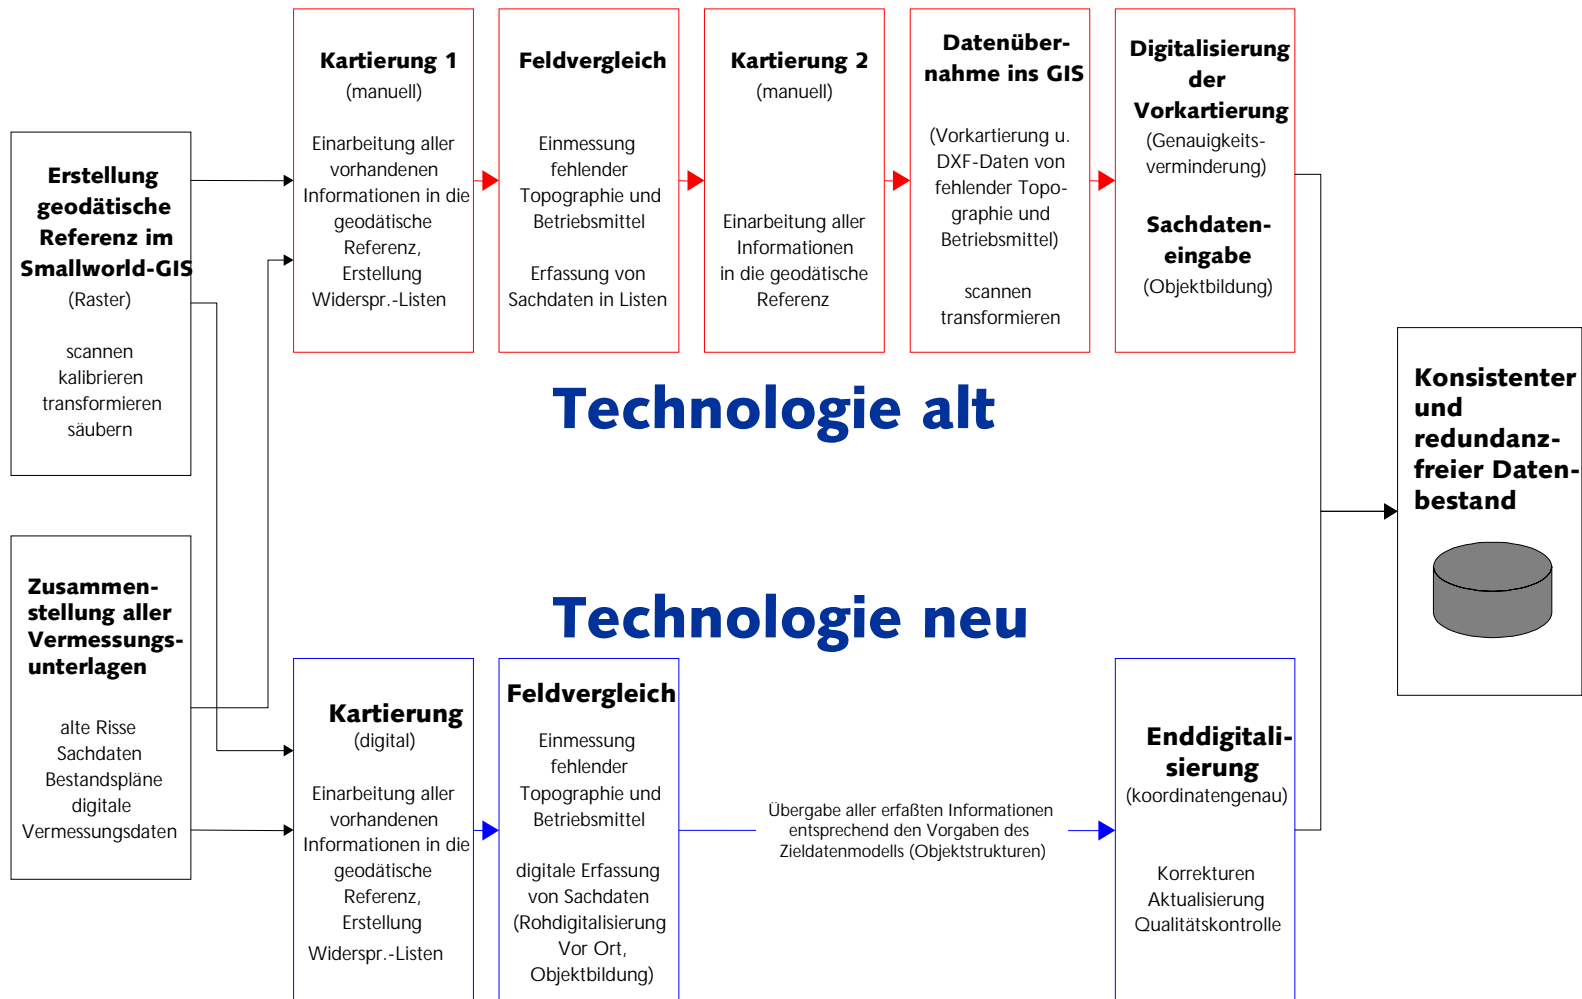 Erstellung
geodätische
Referenz im
Smallworld-GIS
(Raster)
scannen
kalibrieren
transformieren
säubern
Zusammen-
stellung aller
Vermessungs-
unterlagen
alte Risse
Sachdaten
Bestandspläne
digitale
Vermessungsdaten
Kartierung 1
(manuell)
Einarbeitung aller
vorhandenen
Informationen in die
geodätische
Referenz,
Erstellung
Widerspr.-Listen
Feldvergleich
Einmessung
fehlender
Topographie und
Betriebsmittel
Erfassung von
Sachdaten in Listen
Kartierung 2
(manuell)
Einarbeitung aller
Informationen
in die geodätische
Referenz
Datenüber-
nahme ins GIS
(Vorkartierung u.
DXF-Daten von
fehlender Topo-
graphie und
Betriebsmittel)
scannen
transformieren
Digitalisierung
der
Vorkartierung
(Genauigkeits-
verminderung)
Sachdaten-
eingabe
(Objektbildung)
Technologie alt
Technologie neu
Kartierung
(digital)
Einarbeitung aller
vorhandenen
Informationen in die
geodätische
Referenz,
Erstellung
Widerspr.-Listen
Feldvergleich
Einmessung
fehlender
Topographie und
Betriebsmittel
digitale Erfassung
von Sachdaten
(Rohdigitalisierung
Vor Ort,
Objektbildung)
Übergabe aller erfaßten Informationen
entsprechend den Vorgaben des
Zieldatenmodells (Objektstrukturen)
Enddigitali-
sierung
(koordinatengenau)
Korrekturen
Aktualisierung
Qualitätskontrolle
Konsistenter
und
redundanz-
freier Daten-
bestand